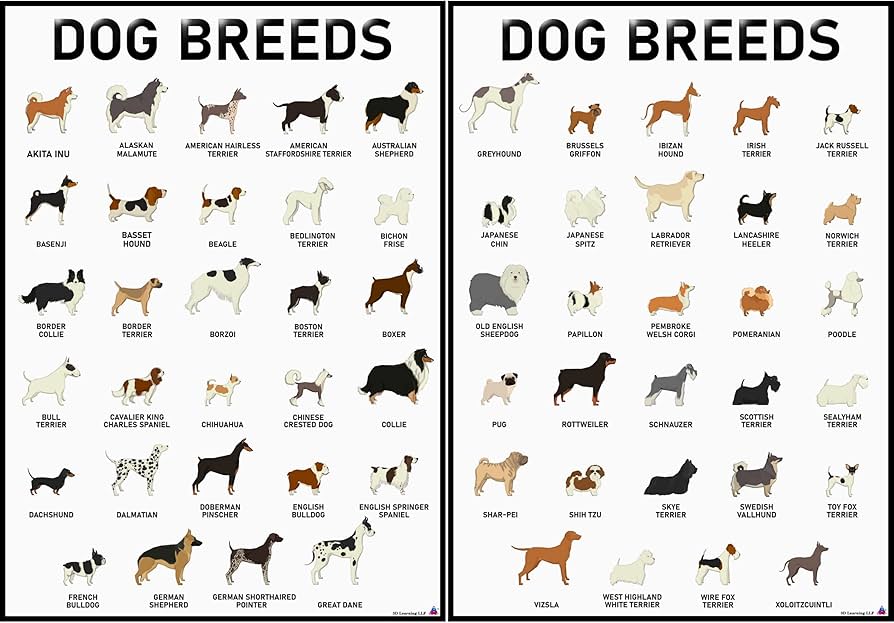 DOG BREEDS
AKITA INU
ALASKAN
MALAMUTE
AMERICAN HAIRLESS
TERRIER
AMERICAN
STAFFORDSHIRE TERRIER
AUSTRALIAN
SHEPHERD
BASENJI
BASSET
HOUND
BEAGLE
BEDLINGTON
TERRIER
BICHON
FRISE
BORDER
COLLIE
BORDER
TERRIER
BORZOI
BOSTON
TERRIER
BOXER
BULL
TERRIER
CAVALIER KING
CHARLES SPANIEL
CHIHUAHUA
CHINESE
CRESTED DOG
COLLIE
DACHSHUND
DALMATIAN
DOBERMAN
PINSCHER
ENGLISH
BULLDOG
ENGLISH SPRINGER
SPANIEL
FRENCH
BULLDOG
GERMAN
SHEPHERD
GERMAN SHORTHAIRED
POINTER
GREAT DANE
SD Learning LLP
DOG BREEDS
GREYHOUND
BRUSSELS
GRIFFON
IBIZAN
HOUND
IRISH
TERRIER
JACK RUSSELL
TERRIER
JAPANESE
CHIN
JAPANESE
SPITZ
LABRADOR
RETRIEVER
LANCASHIRE
HEELER
NORWICH
TERRIER
OLD ENGLISH
SHEEPDOG
PAPILLON
PEMBROKE
WELSH CORGI
POMERANIAN
POODLE
PUG
ROTTWEILER
SCHNAUZER
SCOTTISH
TERRIER
SEALYHAM
TERRIER
SHAR-PEI
SHIH TZU
SKYE
TERRIER
SWEDISH
VALLHUND
TOY FOX
TERRIER
VIZSLA
WEST HIGHLAND
WHITE TERRIER
WIRE FOX
TERRIER
XOLOITZCUINTLI
SD Learning LLP